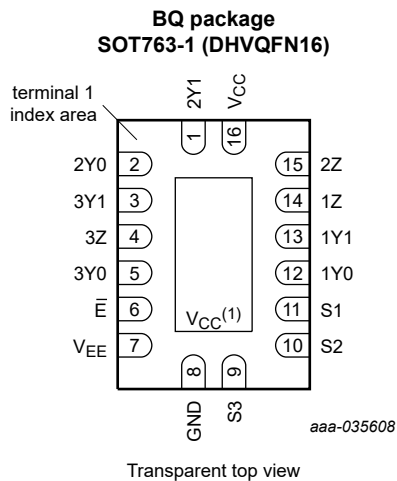 BQ package
SOT763-1 (DHVQFN16)
terminal 1
index area
2Y1
VCC
1
16
2Y0 2
15 2Z
3Y1 3
14 1Z
3Z 4
13 1Y1
3Y0 5
12 1Y0
E̅ 6
11 S1
VCC(1)
VEE 7
10 S2
8
9
GND
S3
aaa-035608
Transparent top view